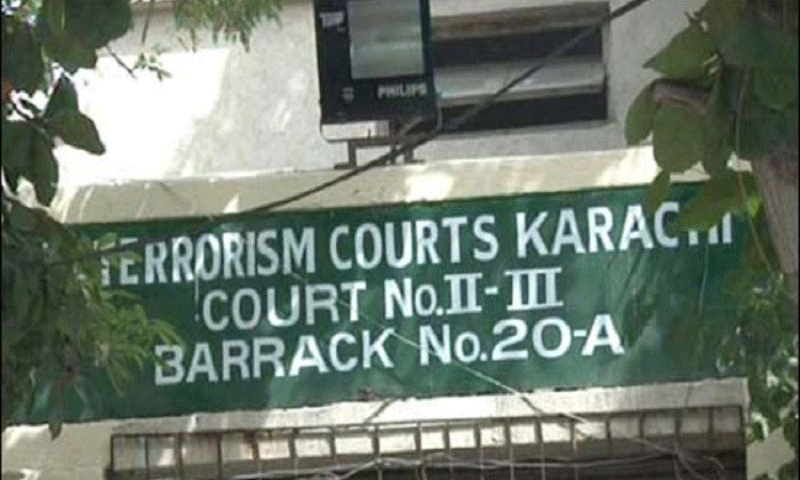 PHILIPS
TERRORISM COURTS KARACHI
COURT No.II-III
BARRACK No.20-A